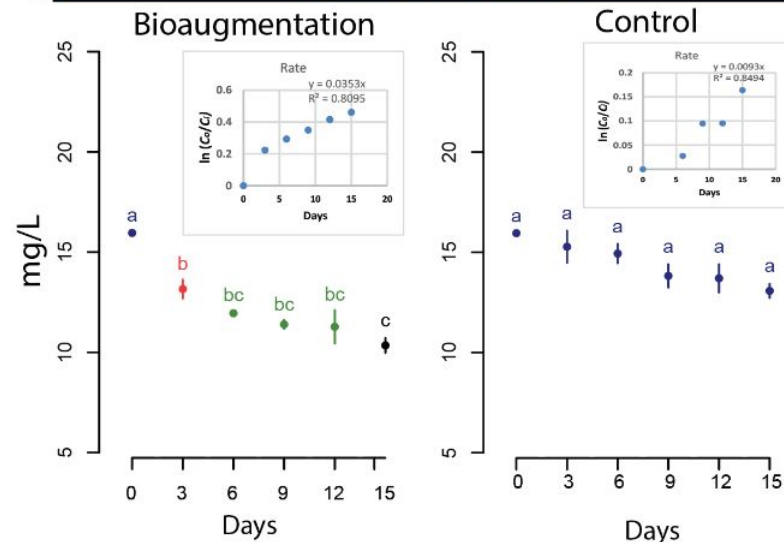 Bioaugmentation
mg/L
25
20
15
10
5
a
b
bc
bc
bc
c
0 3 6 9 12 15
Days
Rate
y = 0.0353x
R² = 0.8095
ln (Co/Ci)
0.6
0.4
0.2
0
0 5 10 15 20
Days
Control
25
20
15
10
5
a
a
a
a
a
a
0 3 6 9 12 15
Days
Rate
y = 0.0093x
R² = 0.8494
ln (Co/Ci)
0.2
0.15
0.1
0.05
0
0 5 10 15 20
Days